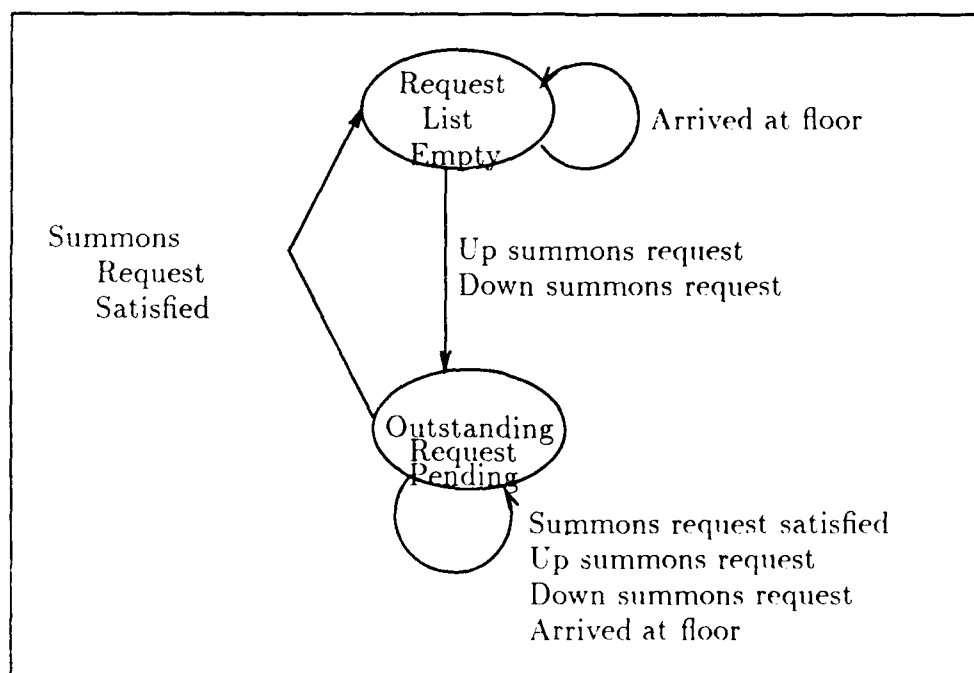 Request
List
Empty
Arrived at floor
Summons
Request
Satisfied
Up summons request
Down summons request
Outstanding
Request
Pending
Summons request satisfied
Up summons request
Down summons request
Arrived at floor